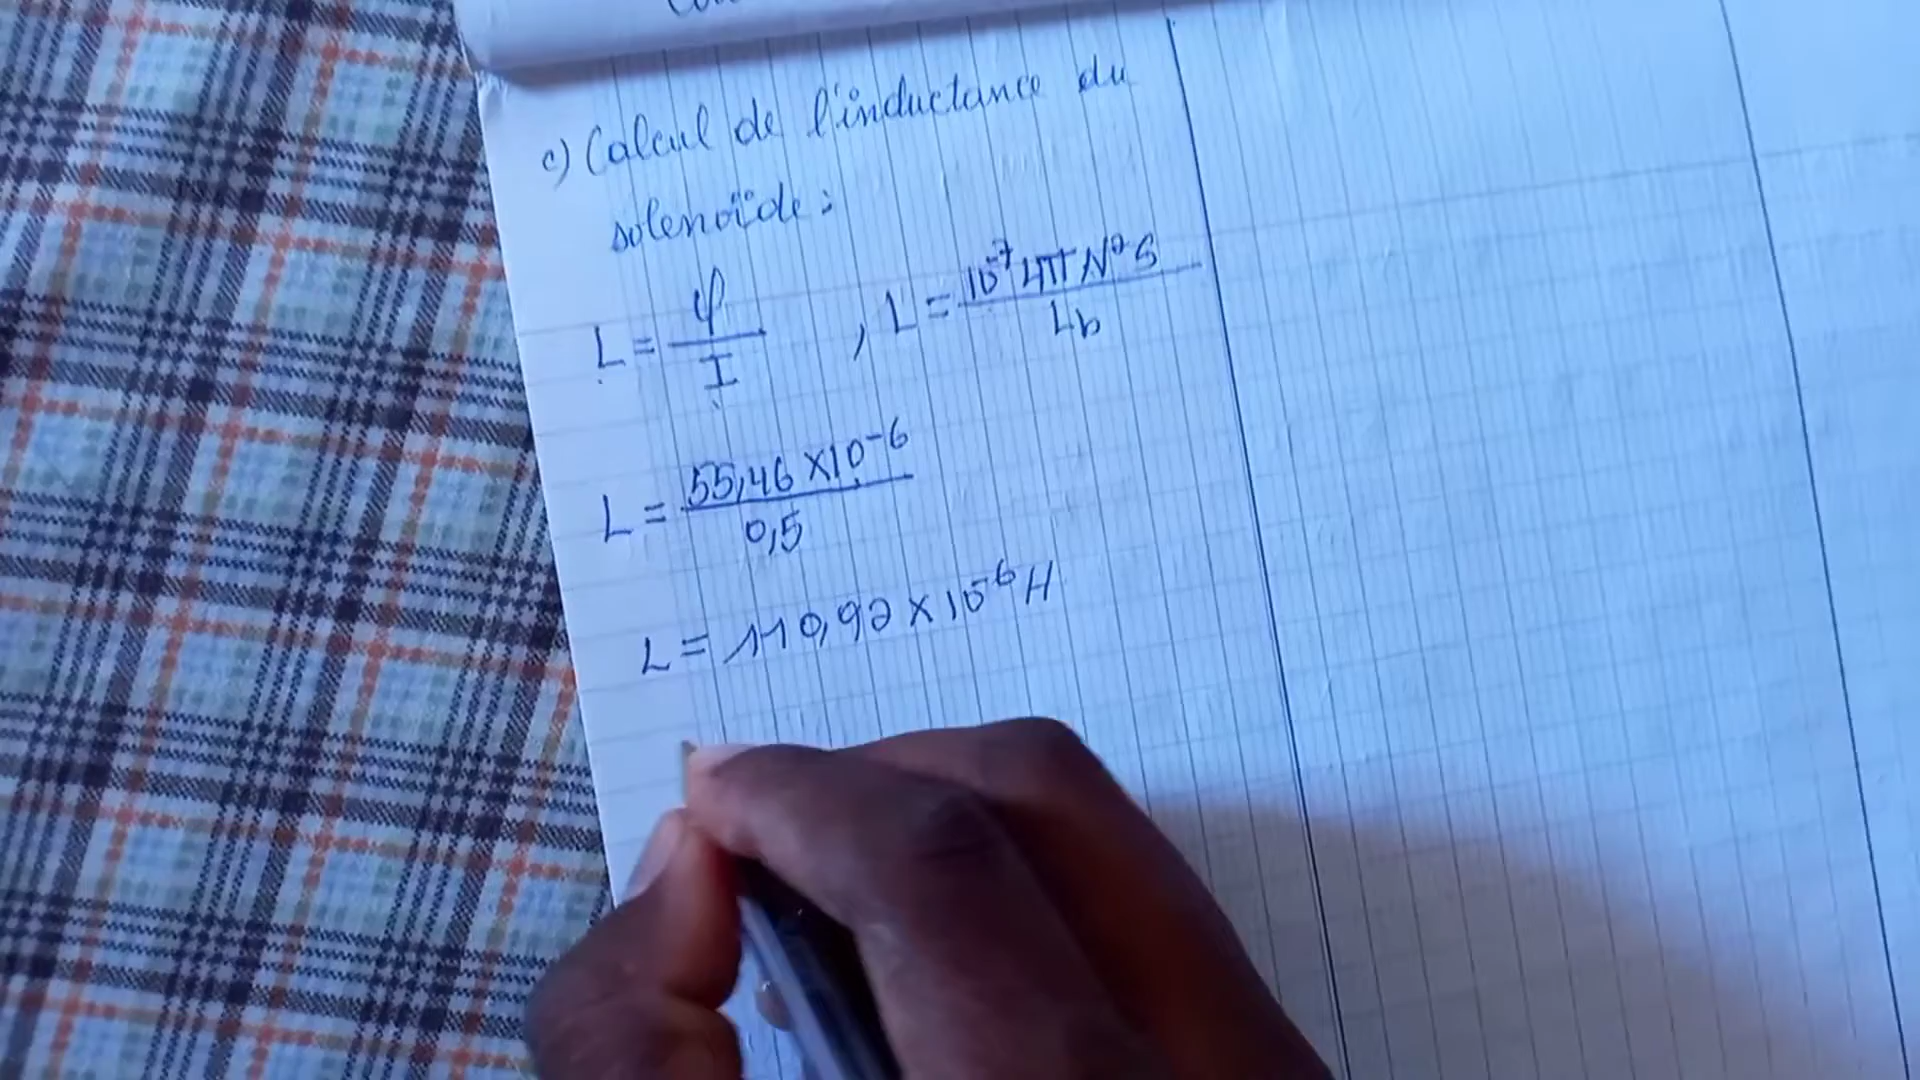 c) Calcul de l'inductance du
solenoïde :
L = φ / I , L = 10⁻⁷ 4π N² S / Lb
L = 55,46 x 10⁻⁶ / 0,5
L = 110,92 x 10⁻⁶ H